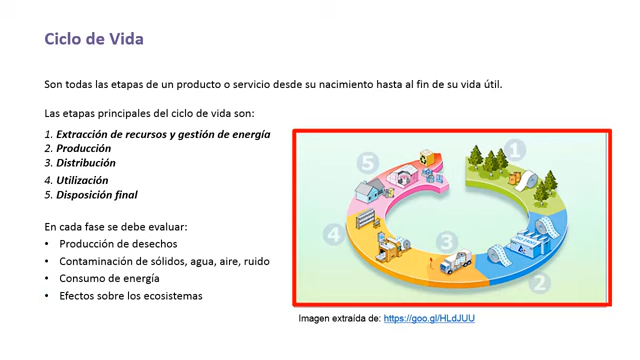 Ciclo de Vida
Son todas las etapas de un producto o servicio desde su nacimiento hasta al fin de su vida útil.
Las etapas principales del ciclo de vida son:
1. Extracción de recursos y gestión de energía
2. Producción
3. Distribución
4. Utilización
5. Disposición final
En cada fase se debe evaluar:
• Producción de desechos
• Contaminación de sólidos, agua, aire, ruido
• Consumo de energía
• Efectos sobre los ecosistemas
1
2
3
4
5
Imagen extraída de: https://goo.gl/HLdJUU